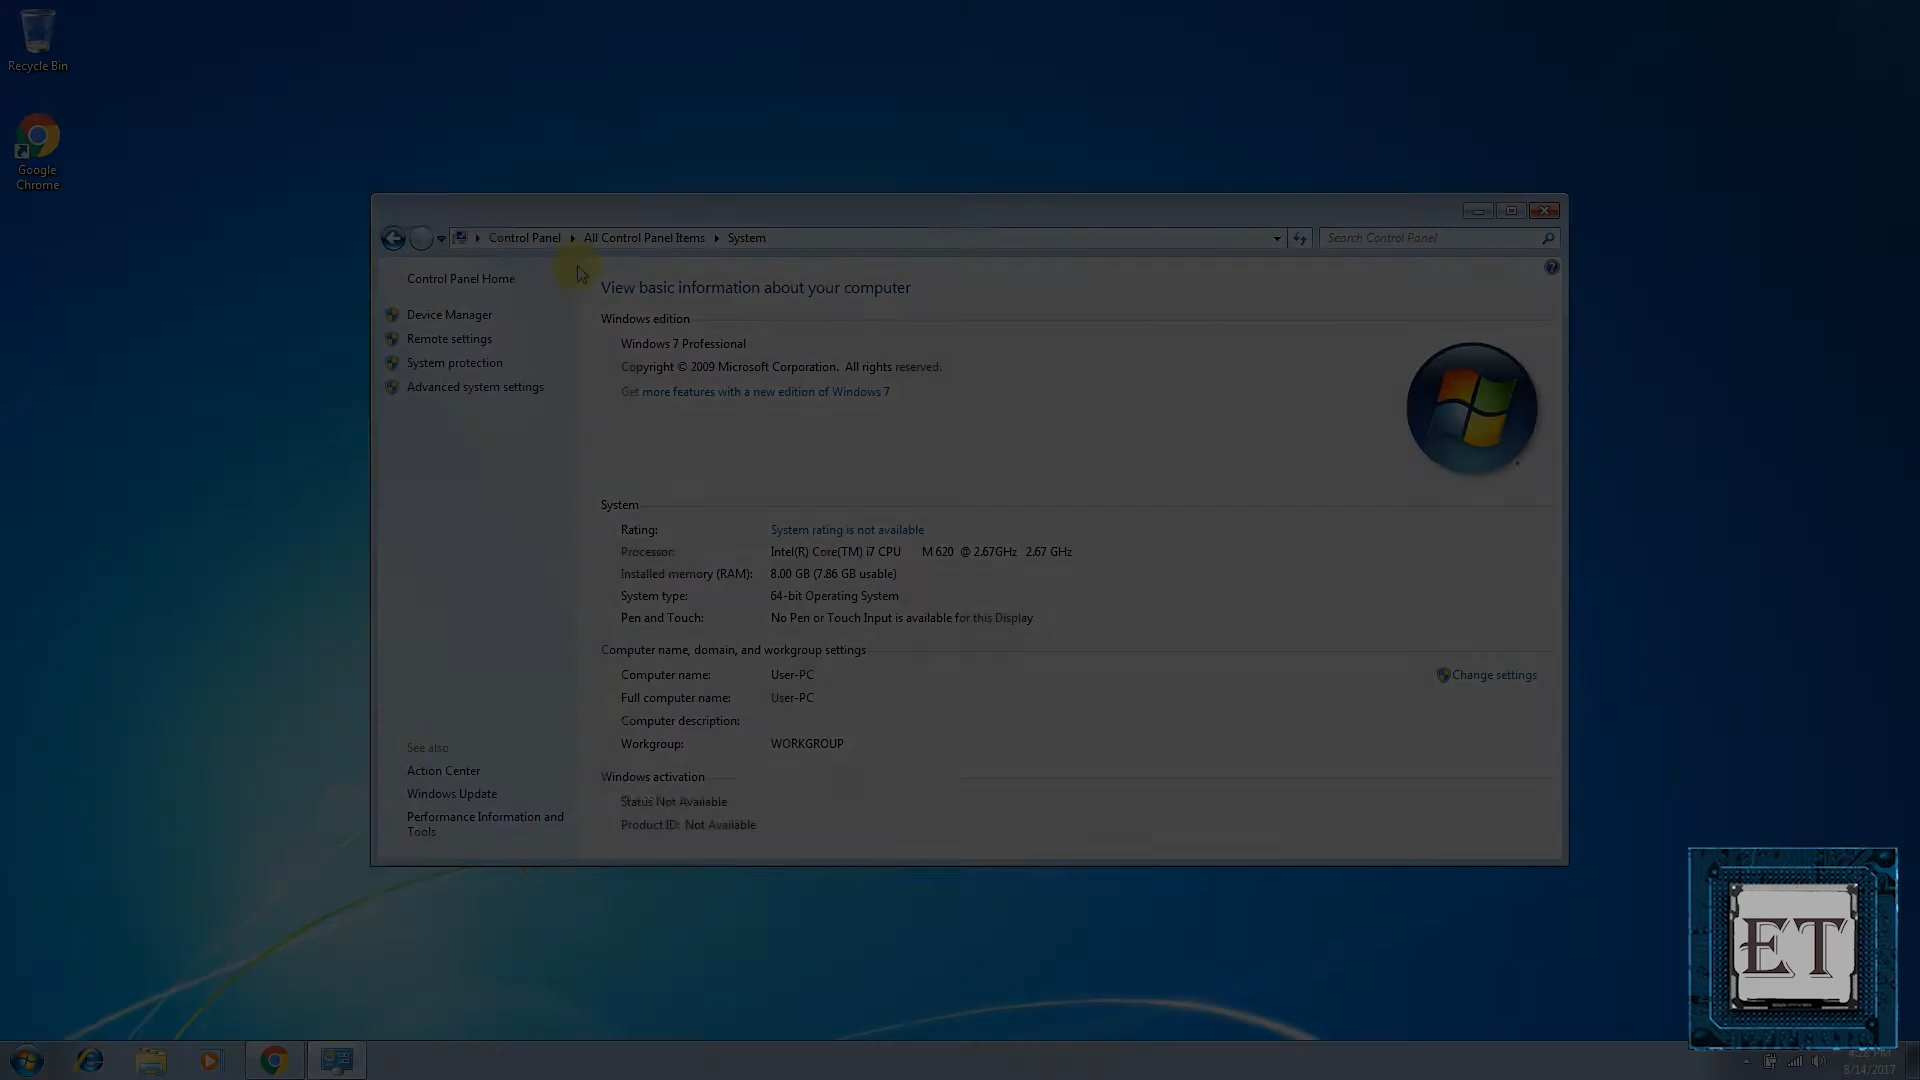 Recycle Bin
Google
Chrome
Control Panel
All Control Panel Items
System
Search Control Panel
Control Panel Home
Device Manager
Remote settings
System protection
Advanced system settings
View basic information about your computer
Windows edition
Windows 7 Professional
Copyright © 2009 Microsoft Corporation. All rights reserved.
Get more features with a new edition of Windows 7
System
Rating: System rating is not available
Processor: Intel(R) Core(TM) i7 CPU M 620 @ 2.67GHz 2.67 GHz
Installed memory (RAM): 8.00 GB (7.86 GB usable)
System type: 64-bit Operating System
Pen and Touch: No Pen or Touch Input is available for this Display
Computer name, domain, and workgroup settings
Computer name: User-PC
Change settings
Full computer name: User-PC
Computer description:
Workgroup: WORKGROUP
Windows activation
Status Not Available
Product ID: Not Available
See also
Action Center
Windows Update
Performance Information and
Tools
ET
4:28 PM
8/14/2017